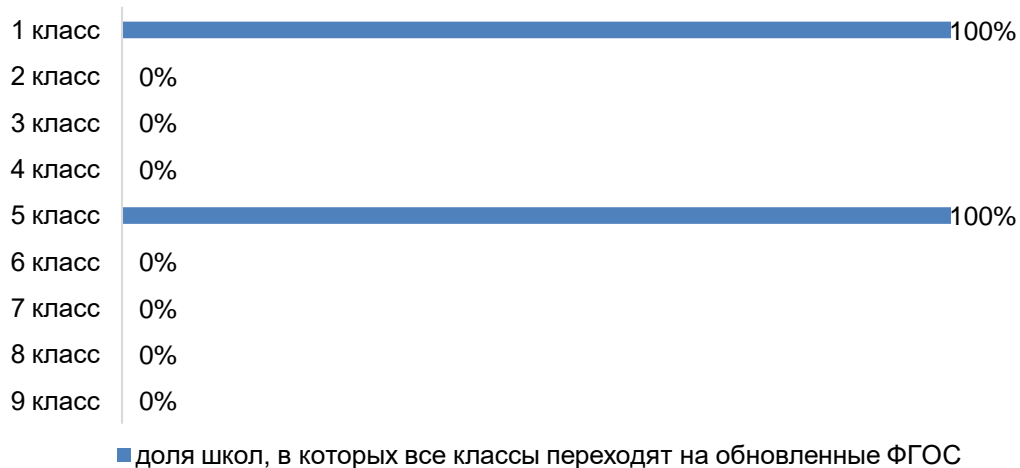 1 класс 100%
2 класс 0%
3 класс 0%
4 класс 0%
5 класс 100%
6 класс 0%
7 класс 0%
8 класс 0%
9 класс 0%
доля школ, в которых все классы переходят на обновленные ФГОС